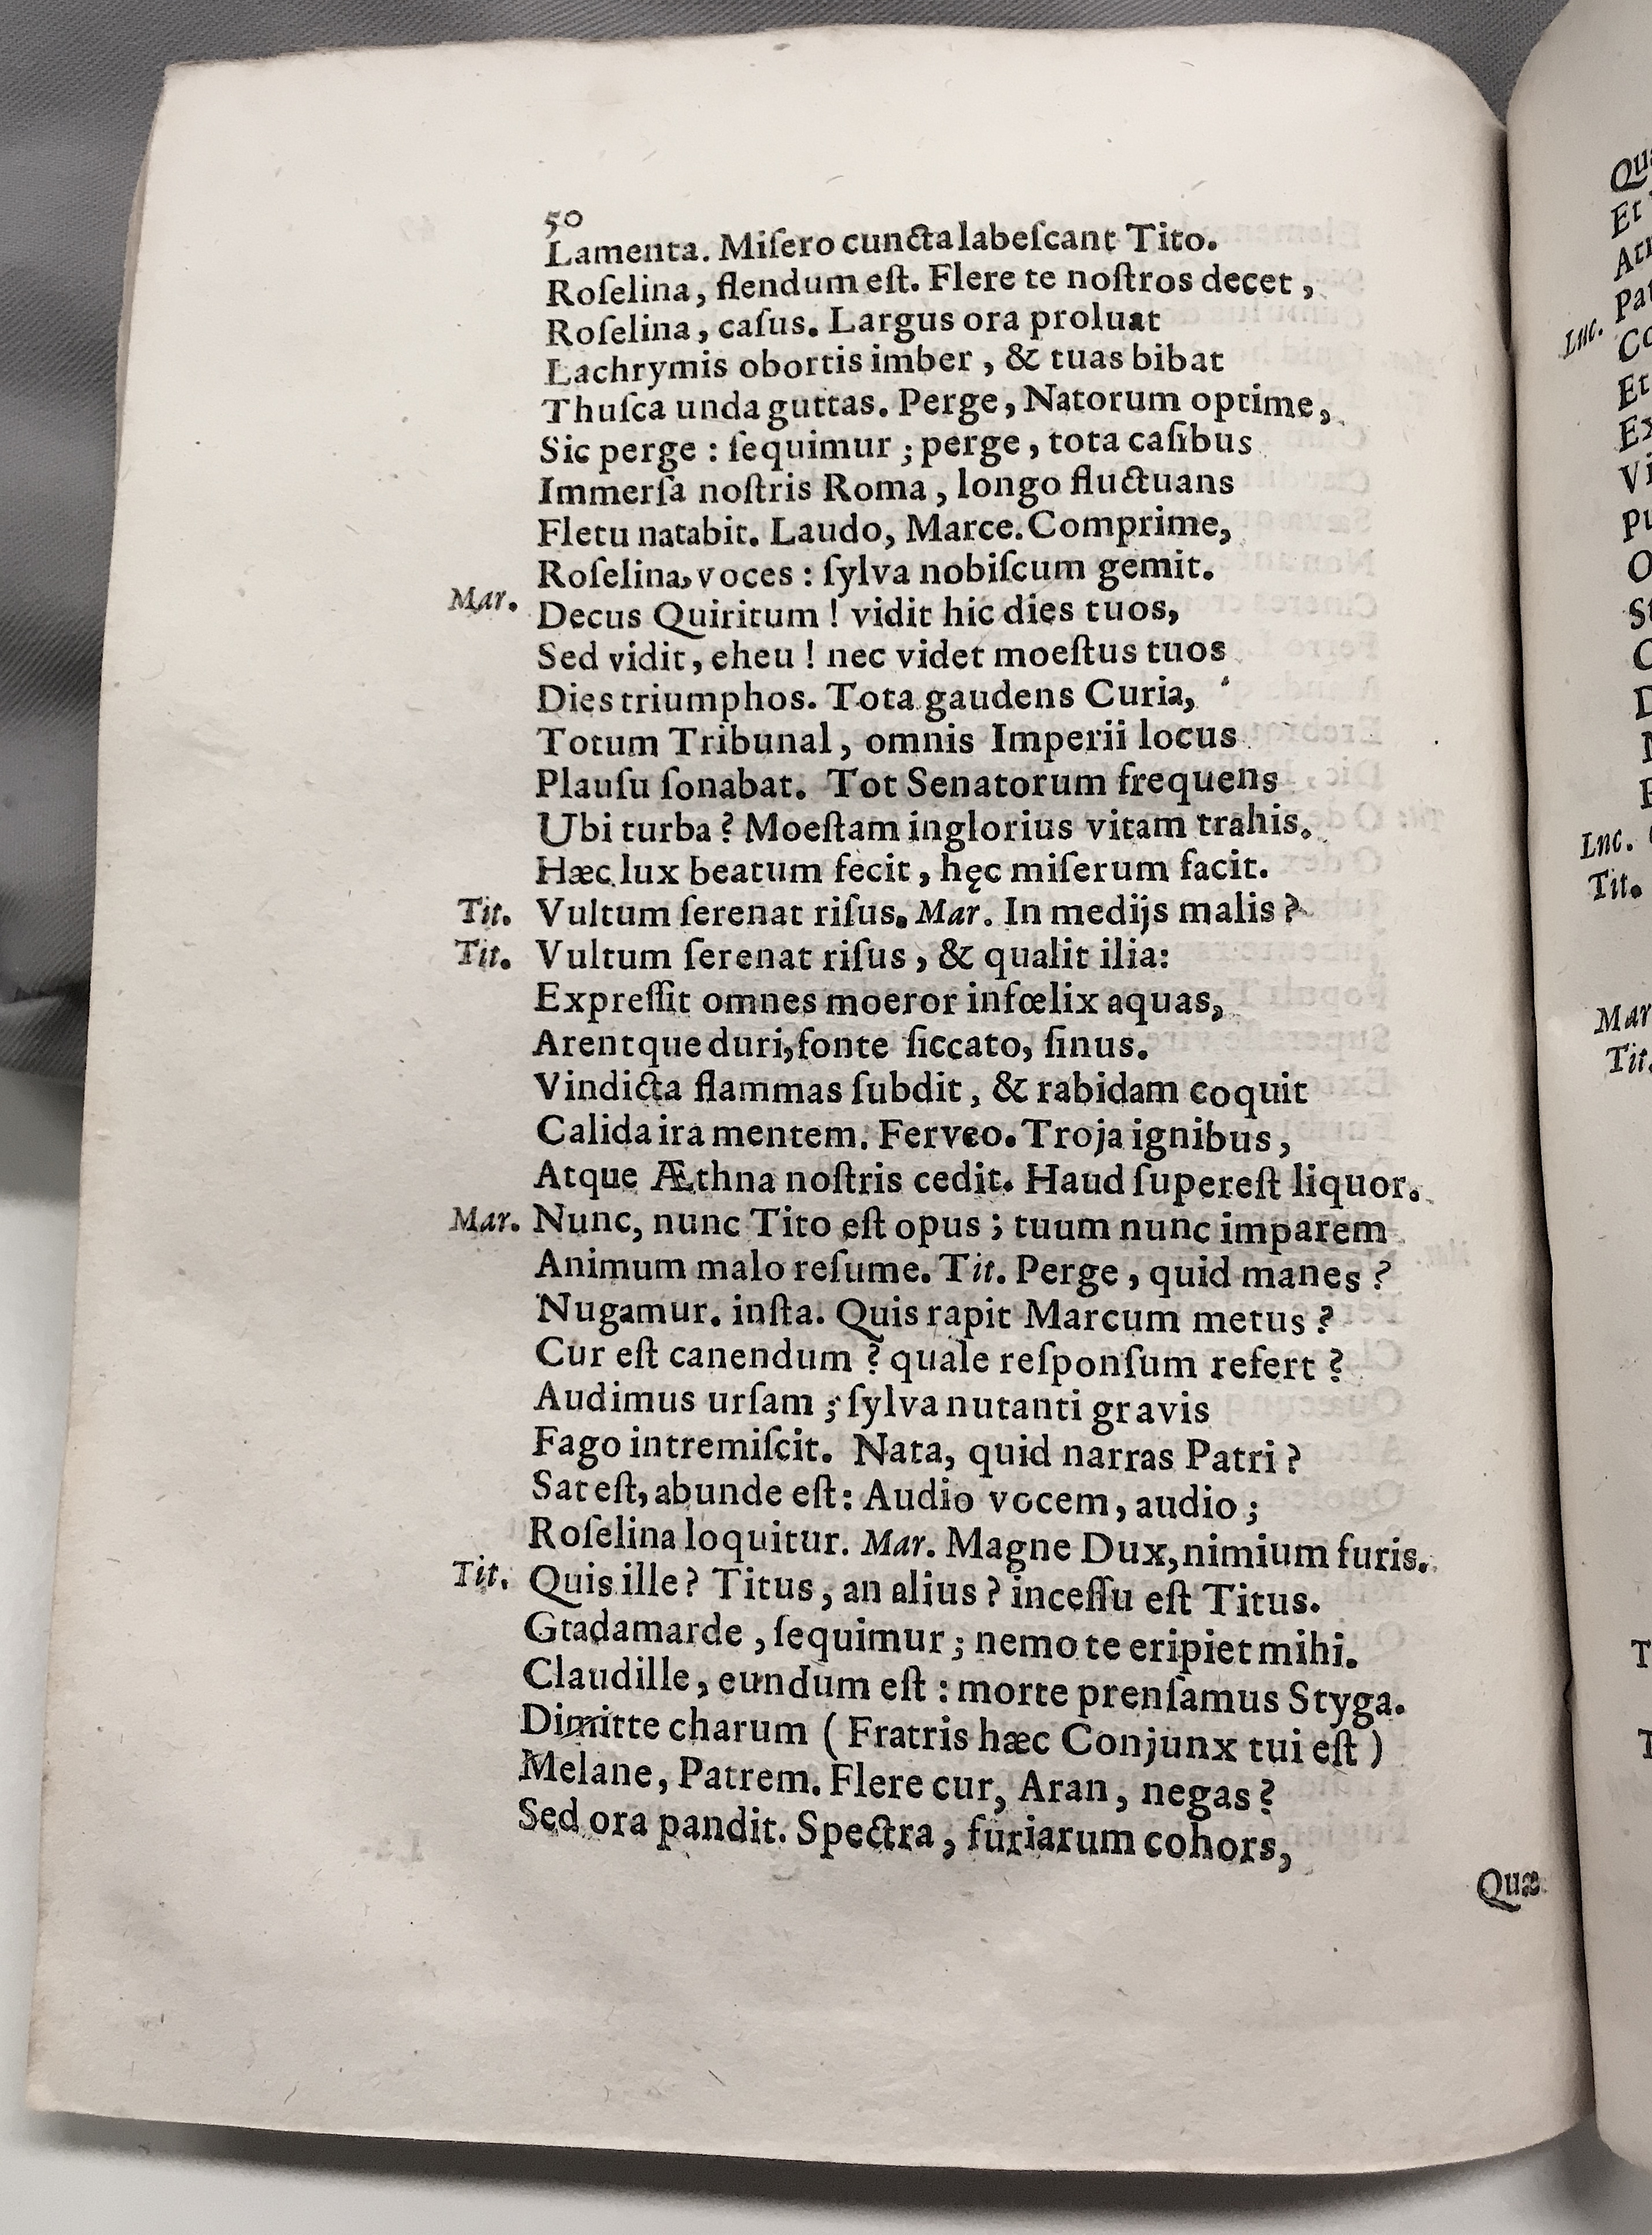 50
Lamenta. Miſero cuncta labeſcant Tito.
Roſelina, flendum eſt. Flere te noſtros decet,
Roſelina, caſus. Largus ora proluat
Lachrymis obortis imber, & tuas bibat
Thuſca unda guttas. Perge, Natorum optime,
Sic perge: ſequimur; perge, tota caſibus
Immerſa noſtris Roma, longo fluctuans
Fletu natabit. Laudo, Marce. Comprime,
Roſelina, voces: ſylva nobiſcum gemit.
Mar. Decus Quiritum! vidit hic dies tuos,
Sed vidit, eheu! nec videt moeſtus tuos
Dies triumphos. Tota gaudens Curia,
Totum Tribunal, omnis Imperii locus
Plauſu ſonabat. Tot Senatorum frequens
Ubi turba? Moeſtam inglorius vitam trahis.
Hæc lux beatum fecit, hęc miſerum facit.
Tit. Vultum ſerenat riſus. Mar. In medijs malis?
Tit. Vultum ſerenat riſus, & qualit ilia:
Expreſſit omnes moeror infœlix aquas,
Arentque duri, fonte ſiccato, ſinus.
Vindicta flammas ſubdit, & rabidam coquit
Calida ira mentem. Ferveo. Troja ignibus,
Atque Æthna noſtris cedit. Haud ſupereſt liquor.
Mar. Nunc, nunc Tito eſt opus; tuum nunc imparem
Animum malo reſume. Tit. Perge, quid manes?
Nugamur. inſta. Quis rapit Marcum metus?
Cur eſt canendum? quale reſponſum refert?
Audimus urſam; ſylva nutanti gravis
Fago intremiſcit. Nata, quid narras Patri?
Sat eſt, abunde eſt: Audio vocem, audio;
Roſelina loquitur. Mar. Magne Dux, nimium furis.
Tit. Quis ille? Titus, an alius? inceſſu eſt Titus.
Gtadamarde, ſequimur; nemo te eripiet mihi.
Claudille, eundum eſt: morte prenſamus Styga.
Dimitte charum (Fratris hæc Conjunx tui eſt)
Melane, Patrem. Flere cur, Aran, negas?
Sed ora pandit. Spectra, furiarum cohors,
Quæ
Et
Lnc.
Et
Lnc.
Tit.
Mar
Tit.